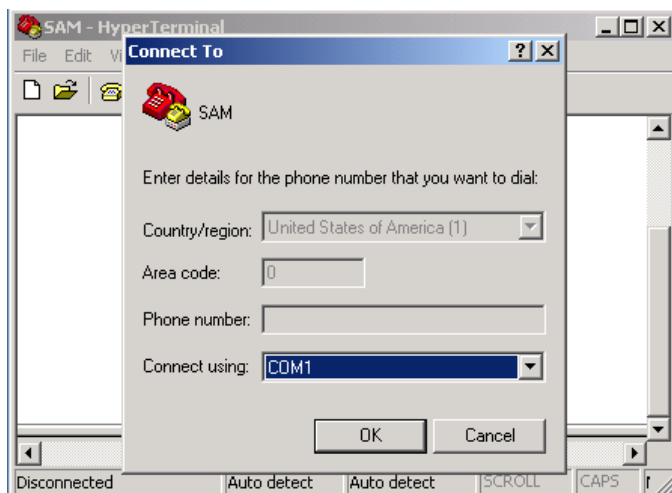 SAM - HyperTerminal
File Edit Vi
Connect To
SAM
Enter details for the phone number that you want to dial:
Country/region: United States of America (1)
Area code: 0
Phone number:
Connect using: COM1
OK Cancel
Disconnected Auto detect Auto detect SCROLL CAPS